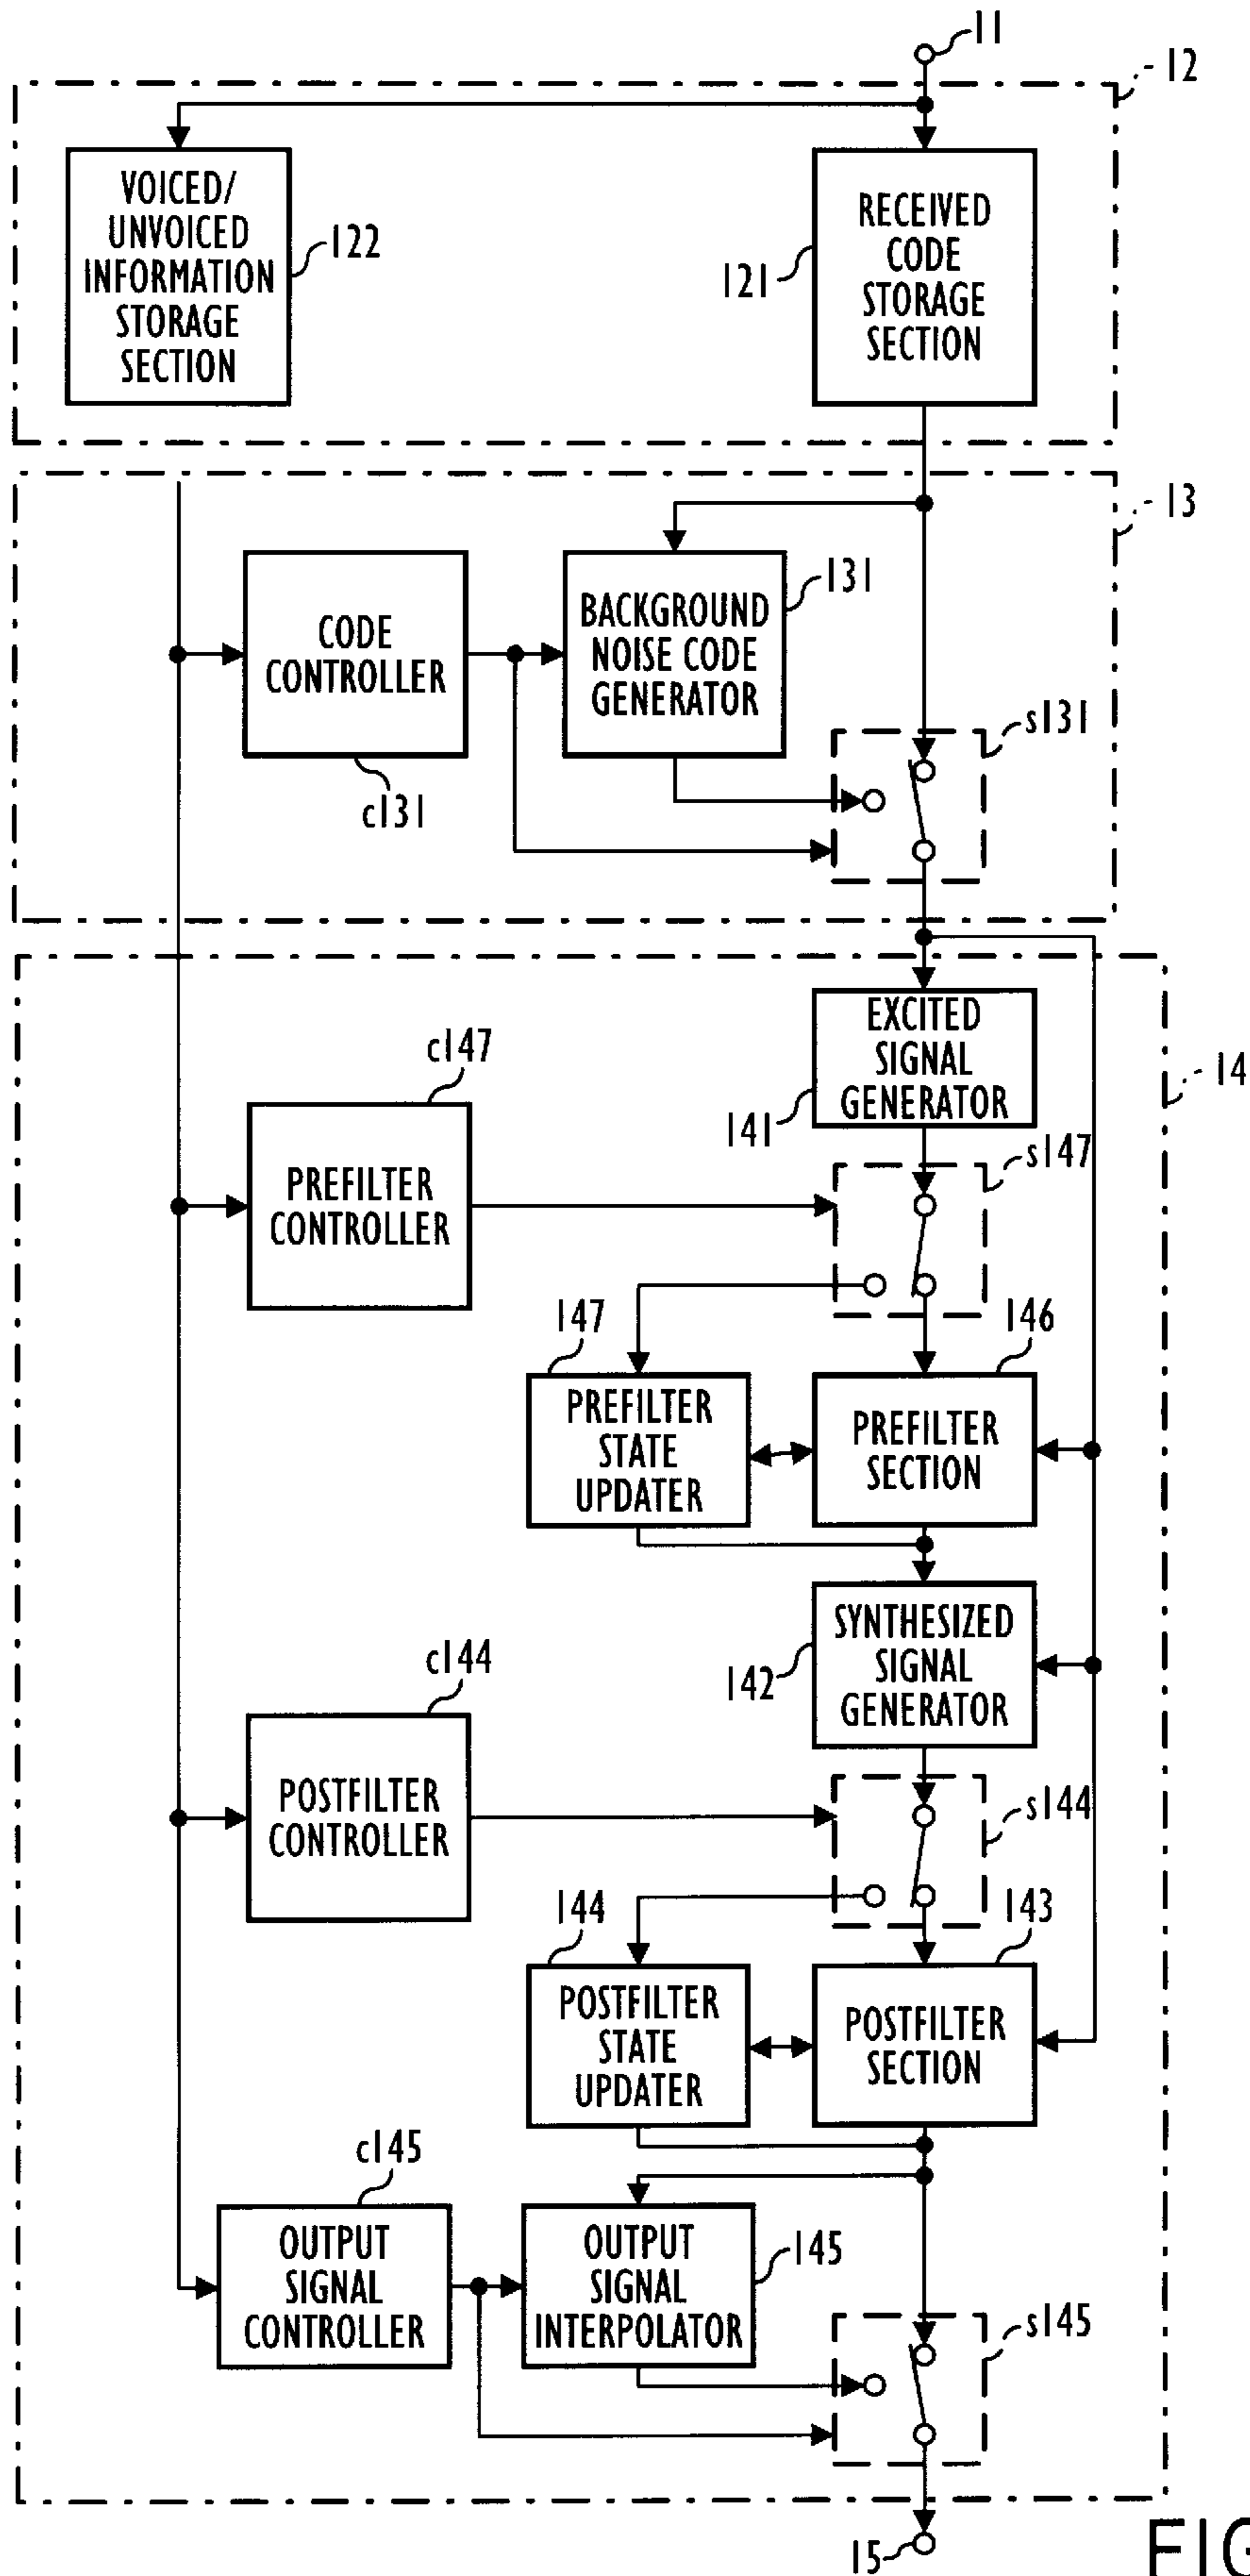 11
12
VOICED/
UNVOICED
INFORMATION
STORAGE
SECTION
122
RECEIVED
CODE
STORAGE
SECTION
121
13
CODE
CONTROLLER
c131
BACKGROUND
NOISE CODE
GENERATOR
131
s131
14
EXCITED
SIGNAL
GENERATOR
141
c147
PREFILTER
CONTROLLER
s147
147
PREFILTER
STATE
UPDATER
146
PREFILTER
SECTION
SYNTHESIZED
SIGNAL
GENERATOR
142
c144
POSTFILTER
CONTROLLER
s144
144
POSTFILTER
STATE
UPDATER
143
POSTFILTER
SECTION
c145
OUTPUT
SIGNAL
CONTROLLER
OUTPUT
SIGNAL
INTERPOLATOR
145
s145
15
FIG